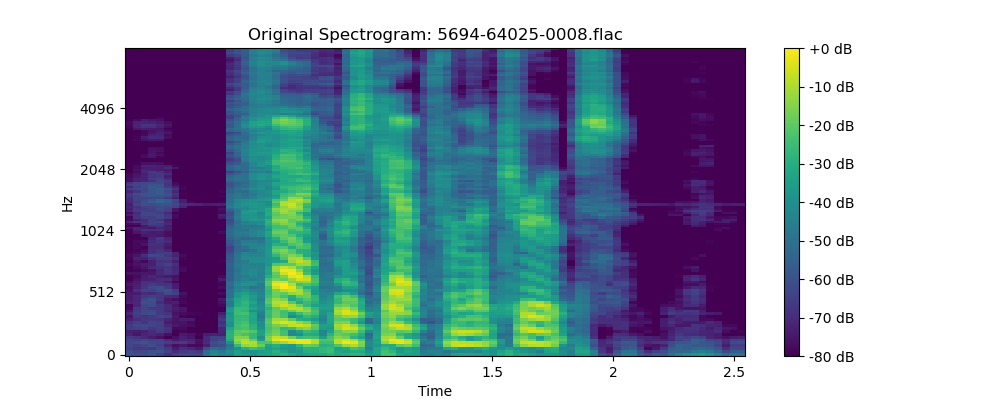 Original Spectrogram: 5694-64025-0008.flac
Hz
4096
2048
1024
512
0
0
0.5
1
1.5
2
2.5
Time
+0 dB
-10 dB
-20 dB
-30 dB
-40 dB
-50 dB
-60 dB
-70 dB
-80 dB